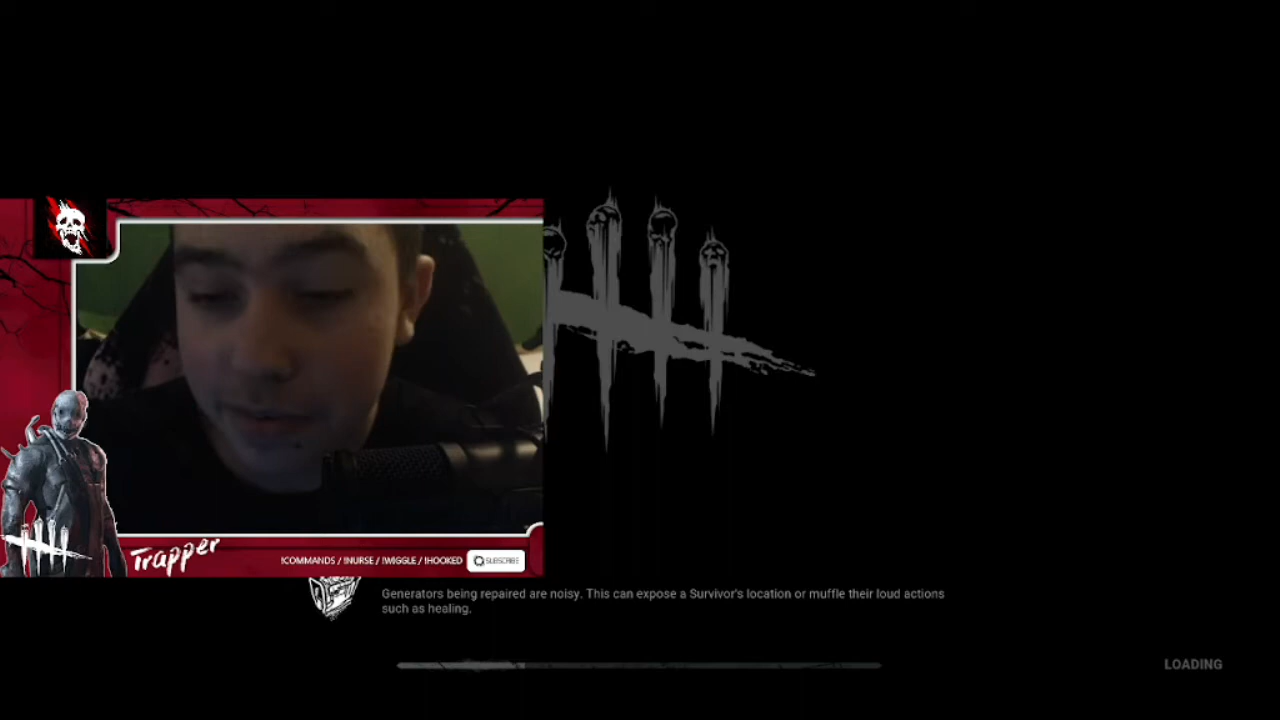 Trapper
!COMMANDS / !NURSE / !WIGGLE / !HOOKED
SUBSCRIBE
Generators being repaired are noisy. This can expose a Survivor's location or muffle their loud actions
such as healing.
LOADING